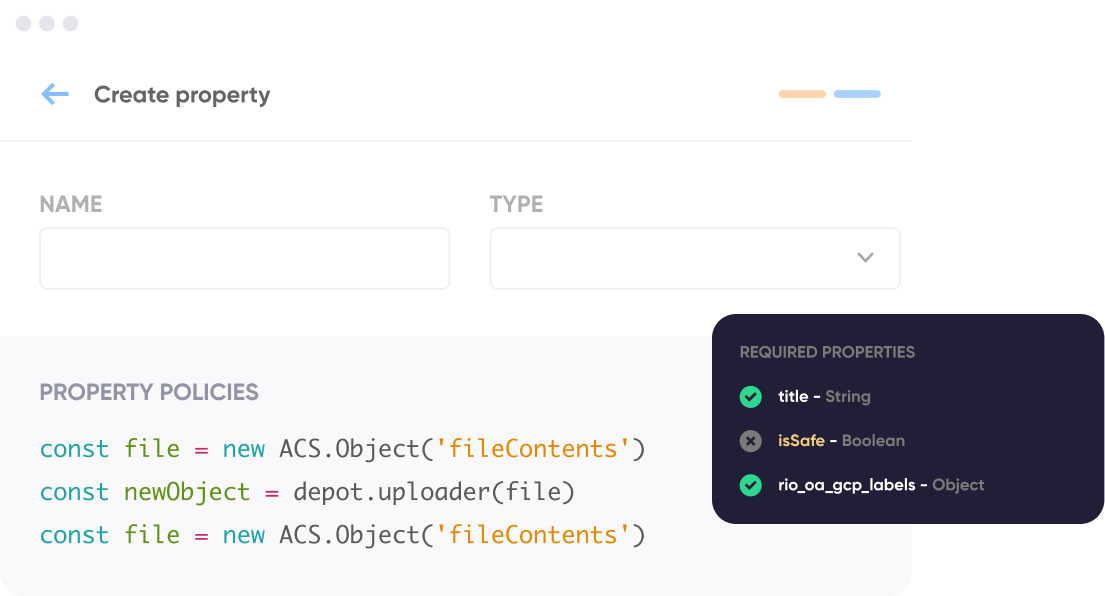 Create property
NAME
TYPE
PROPERTY POLICIES
const file = new ACS.Object('fileContents')
const newObject = depot.uploader(file)
const file = new ACS.Object('fileContents')
REQUIRED PROPERTIES
title - String
isSafe - Boolean
rio_oa_gcp_labels - Object